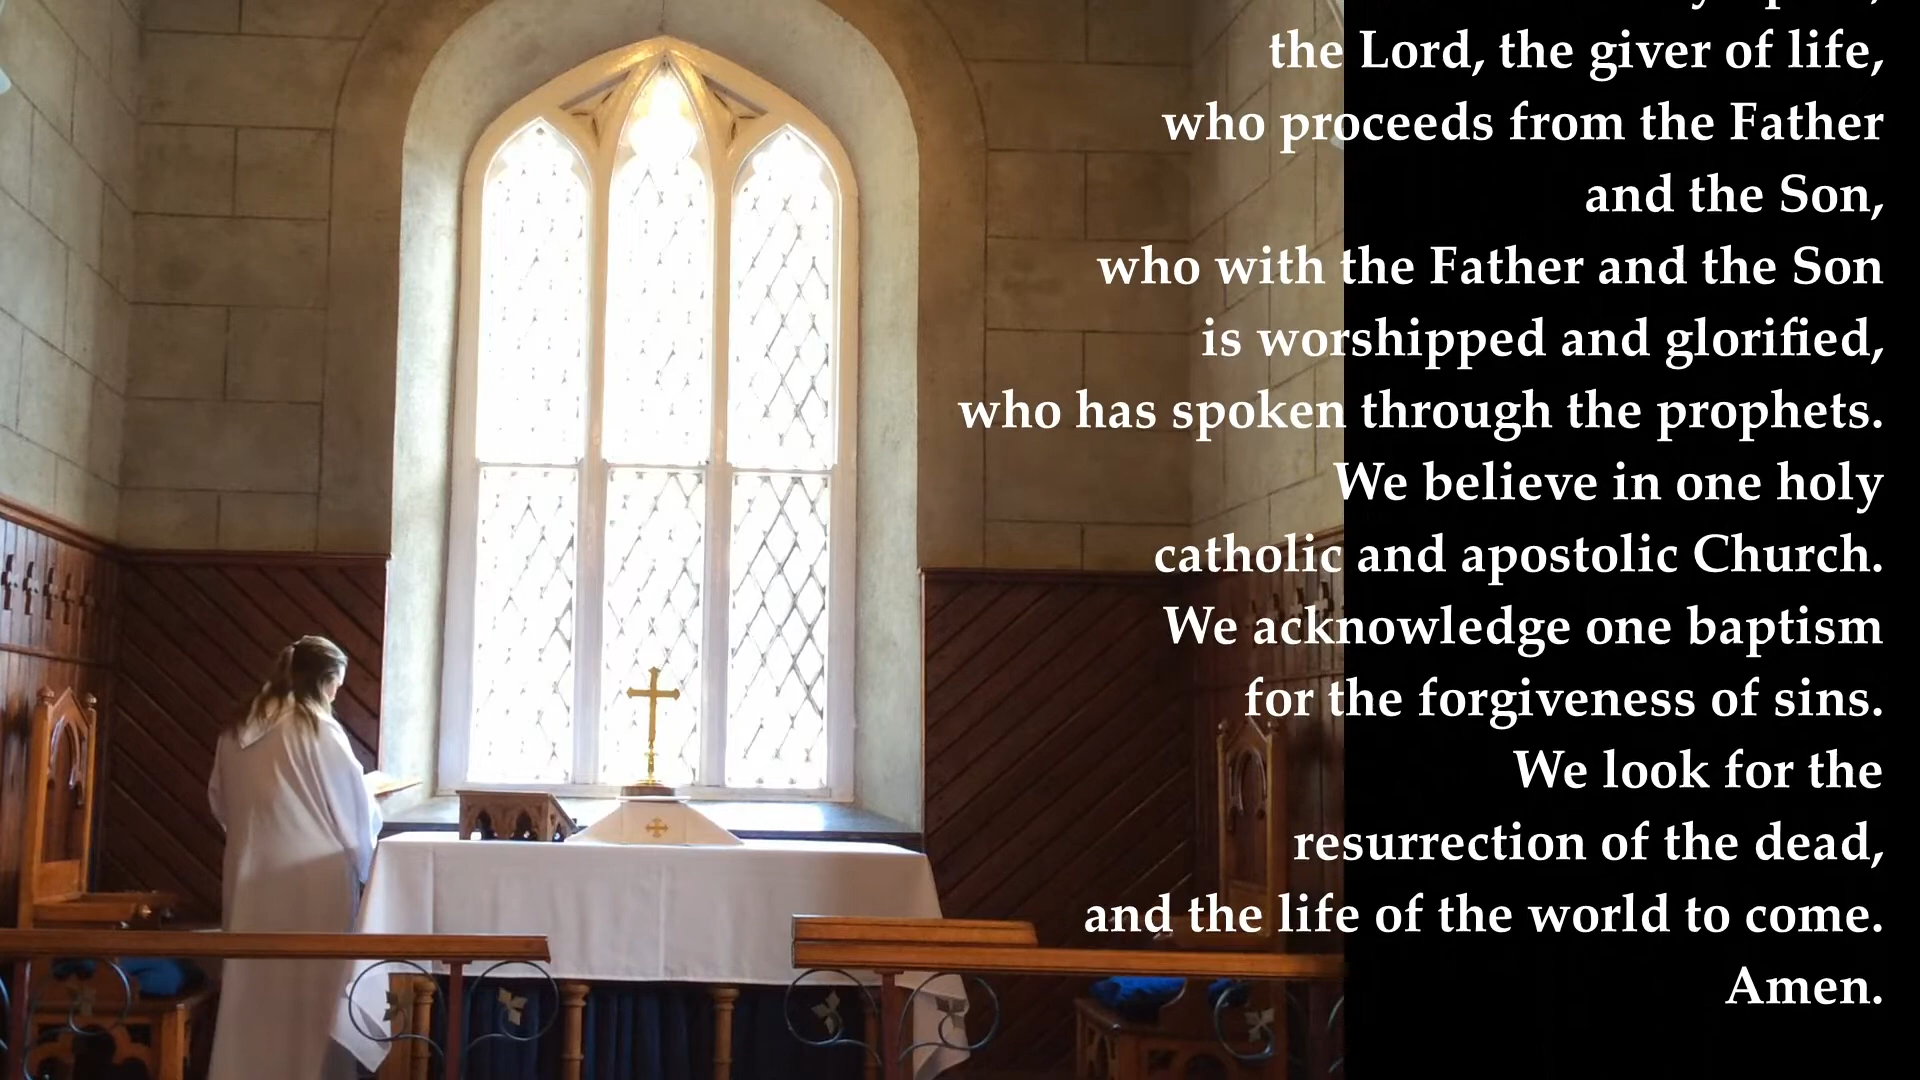 the Lord, the giver of life,
who proceeds from the Father
and the Son,
who with the Father and the Son
is worshipped and glorified,
who has spoken through the prophets.
We believe in one holy
catholic and apostolic Church.
We acknowledge one baptism
for the forgiveness of sins.
We look for the
resurrection of the dead,
and the life of the world to come.
Amen.